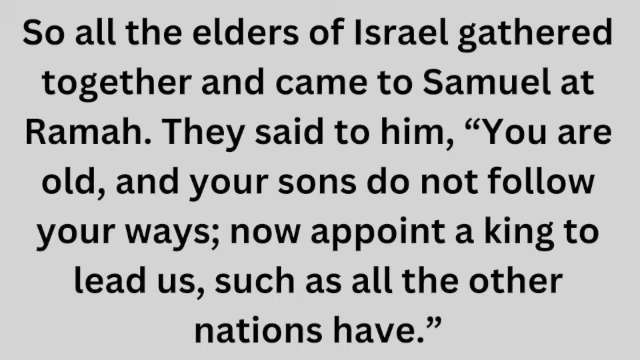 So all the elders of Israel gathered
together and came to Samuel at
Ramah. They said to him, “You are
old, and your sons do not follow
your ways; now appoint a king to
lead us, such as all the other
nations have.”